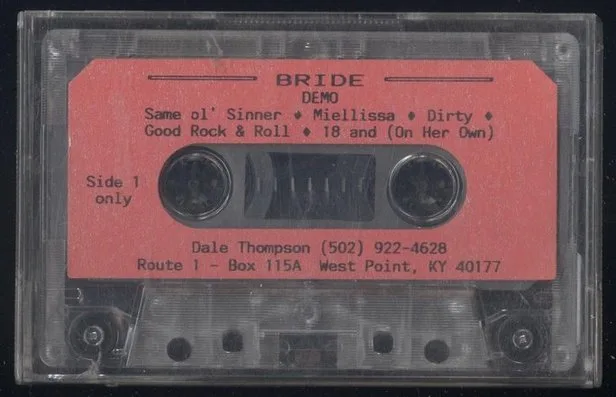 BRIDE
DEMO
Same ol' Sinner ♦ Miellissa ♦ Dirty ♦
Good Rock & Roll ♦ 18 and (On Her Own)
Side 1
only
Dale Thompson (502) 922-4628
Route 1 - Box 115A West Point, KY 40177